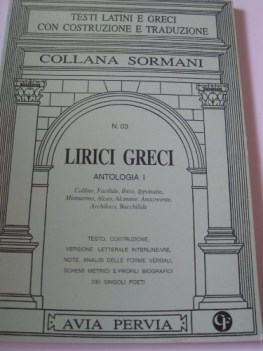 TESTI LATINI E GRECI
CON COSTRUZIONE E TRADUZIONE
COLLANA SORMANI
N. 03
LIRICI GRECI
ANTOLOGIA I
Callino, Focilide, Ibico, Ipponatte,
Mimnermo, Alceo, Alcmane, Anacreonte,
Archiloco, Bacchilide
TESTO, COSTRUZIONE,
VERSIONE LETTERALE INTERLINEARE,
NOTE, ANALISI DELLE FORME VERBALI,
SCHEMI METRICI E PROFILI BIOGRAFICI
DEI SINGOLI POETI
AVIA PERVIA